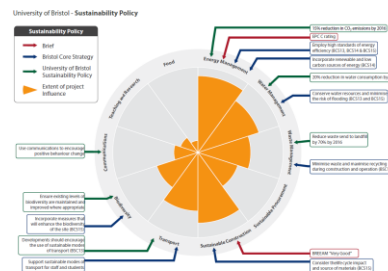 University of Bristol - Sustainability Policy
Sustainability Policy
Brief
Bristol Core Strategy
University of Bristol
Sustainability Policy
Extent of project
Influence
Food
Energy Management
Water Management
Waste Management
Sustainable Procurement
Sustainable Construction
Transport
Biodiversity
Communications
Teaching and Research
15% reduction in CO₂ emissions by 2016
EPC C rating
Employ high standards of energy
efficiency (BCS13, BCS14 & BCS15)
Incorporate renewable and low
carbon sources of energy (BCS14)
20% reduction in water consumption by
Conserve water resources and minimise
the risk of flooding (BCS13 and BCS15)
Reduce waste send to landfill
by 70% by 2016
Minimise waste and maximise recycling
during construction and operation (BS
BREEAM "Very Good"
Consider lifecycle impact
and source of materials (BCS15)
Use communications to encourage
positive behaviour change
Ensure existing levels of
biodiversity are maintained and
improved where appropriate
Incorporate measures that
will enhance the biodiversity
of the site (BCS15)
Developments should encourage
the use of sustainable modes
of transport (BCS13)
Support sustainable modes of
transport for staff and students